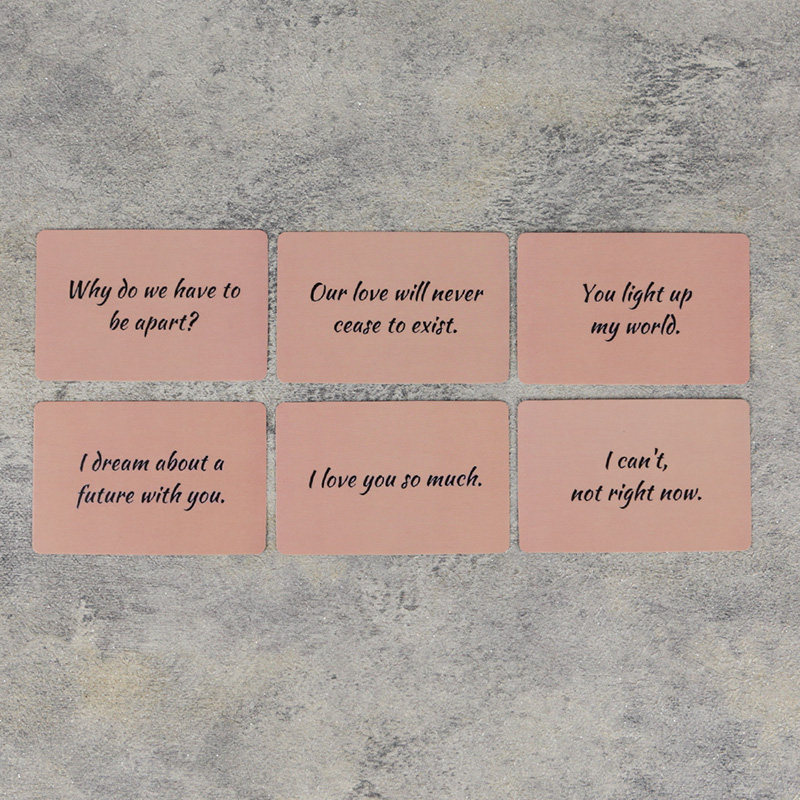 Why do we have to
be apart?
Our love will never
cease to exist.
You light up
my world.
I dream about a
future with you.
I love you so much.
I can't,
not right now.